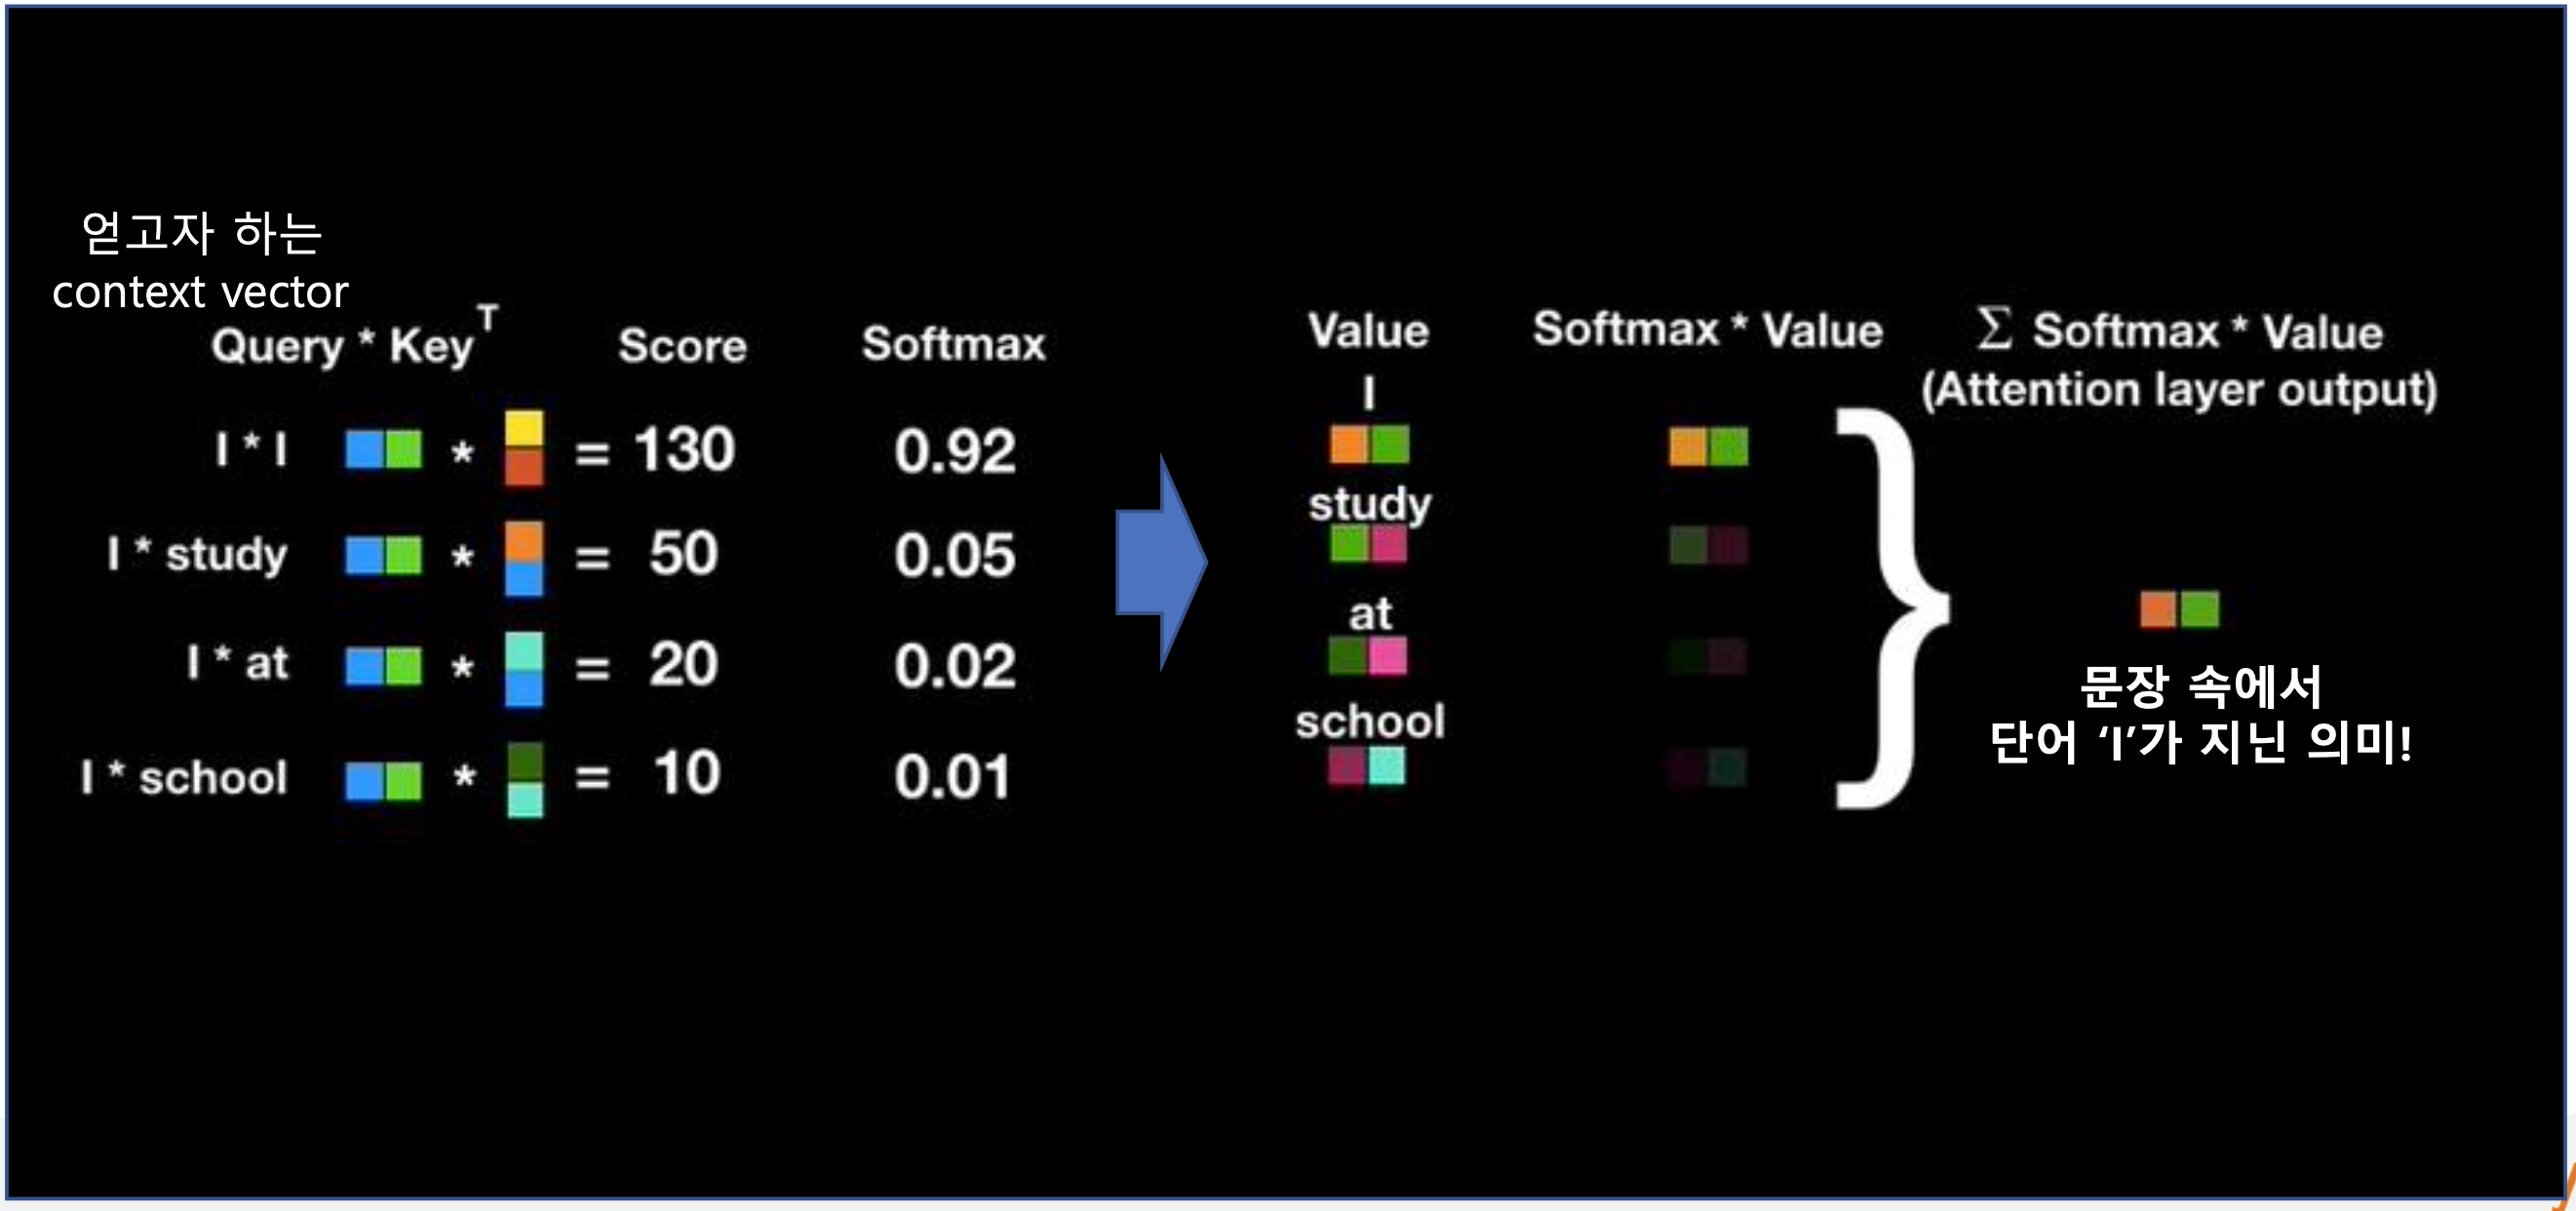 얻고자 하는
context vector
Query * Key T
Score
Softmax
I * I * = 130 0.92
I * study * = 50 0.05
I * at * = 20 0.02
I * school * = 10 0.01
Value
I
study
at
school
Softmax * Value
Σ Softmax * Value
(Attention layer output)
문장 속에서
단어 ‘I’가 지닌 의미!